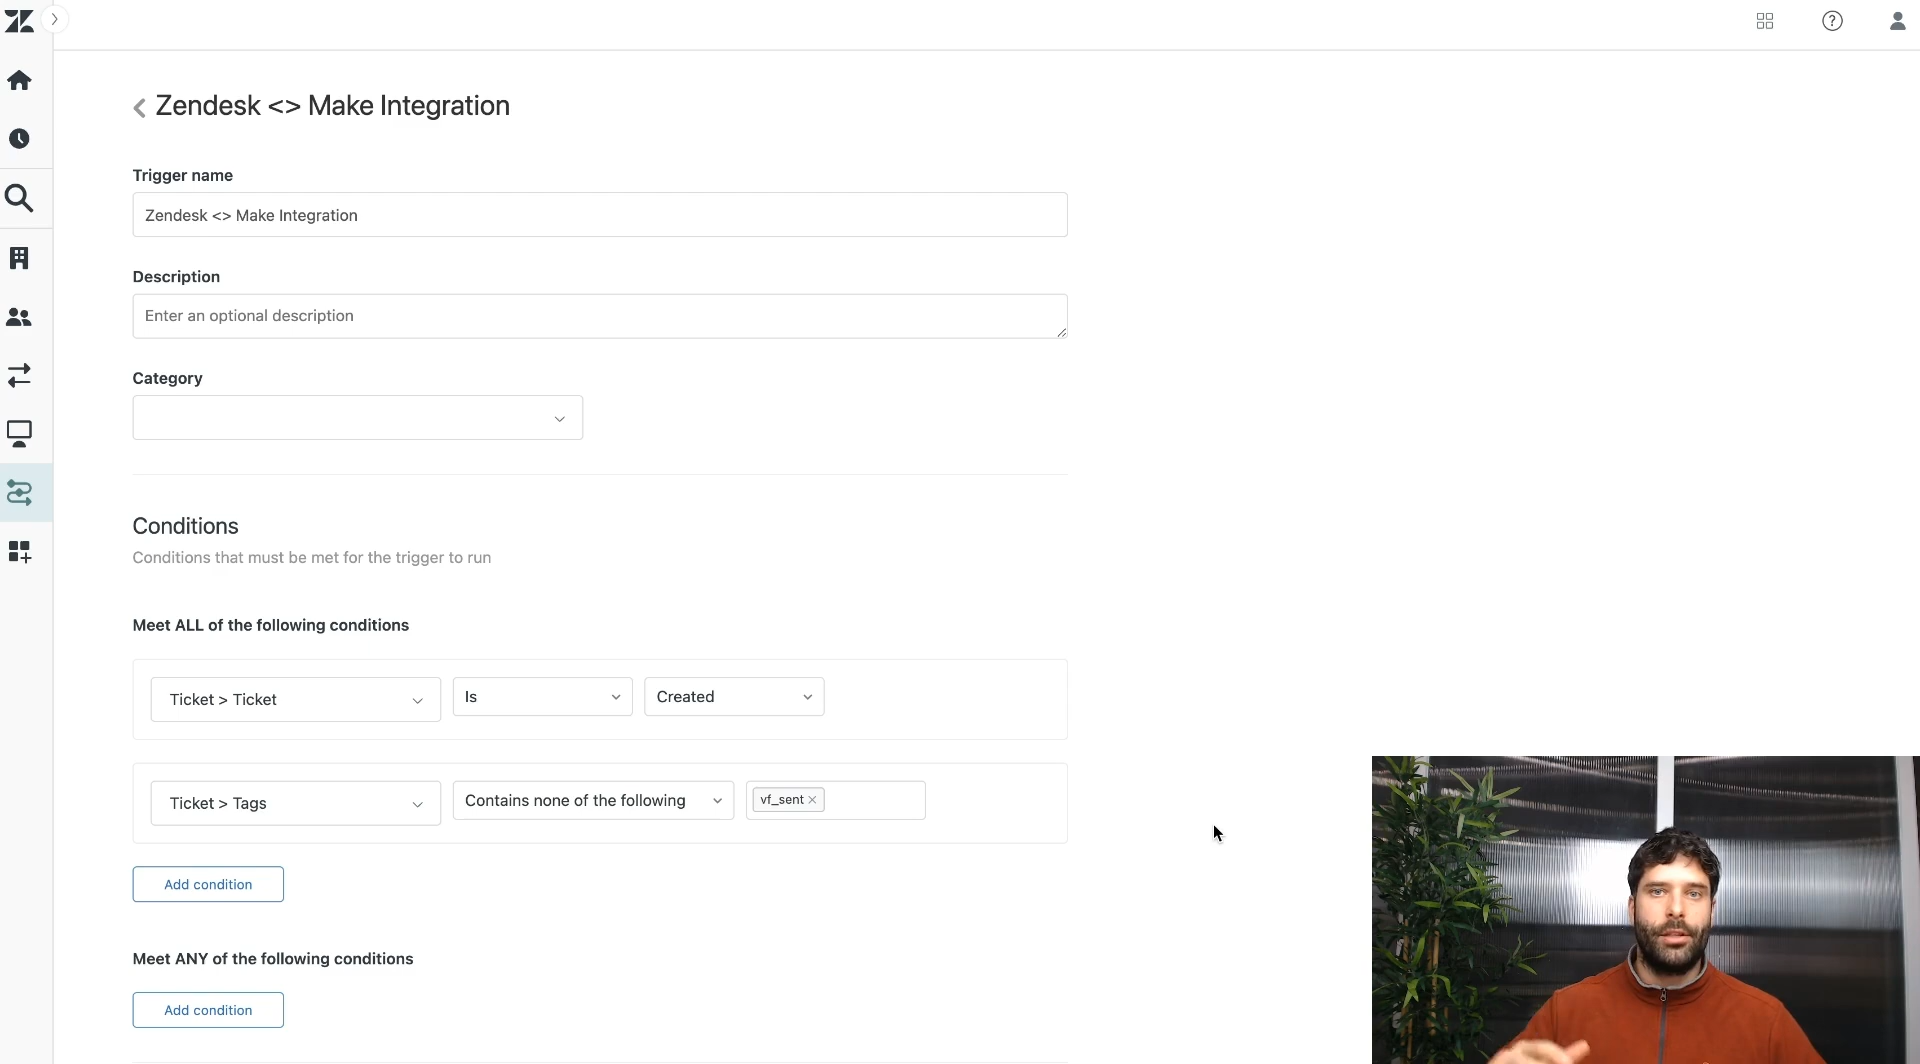 Zendesk <> Make Integration
Trigger name
Zendesk <> Make Integration
Description
Enter an optional description
Category
Conditions
Conditions that must be met for the trigger to run
Meet ALL of the following conditions
Ticket > Ticket Is Created
Ticket > Tags Contains none of the following vf_sent
Add condition
Meet ANY of the following conditions
Add condition